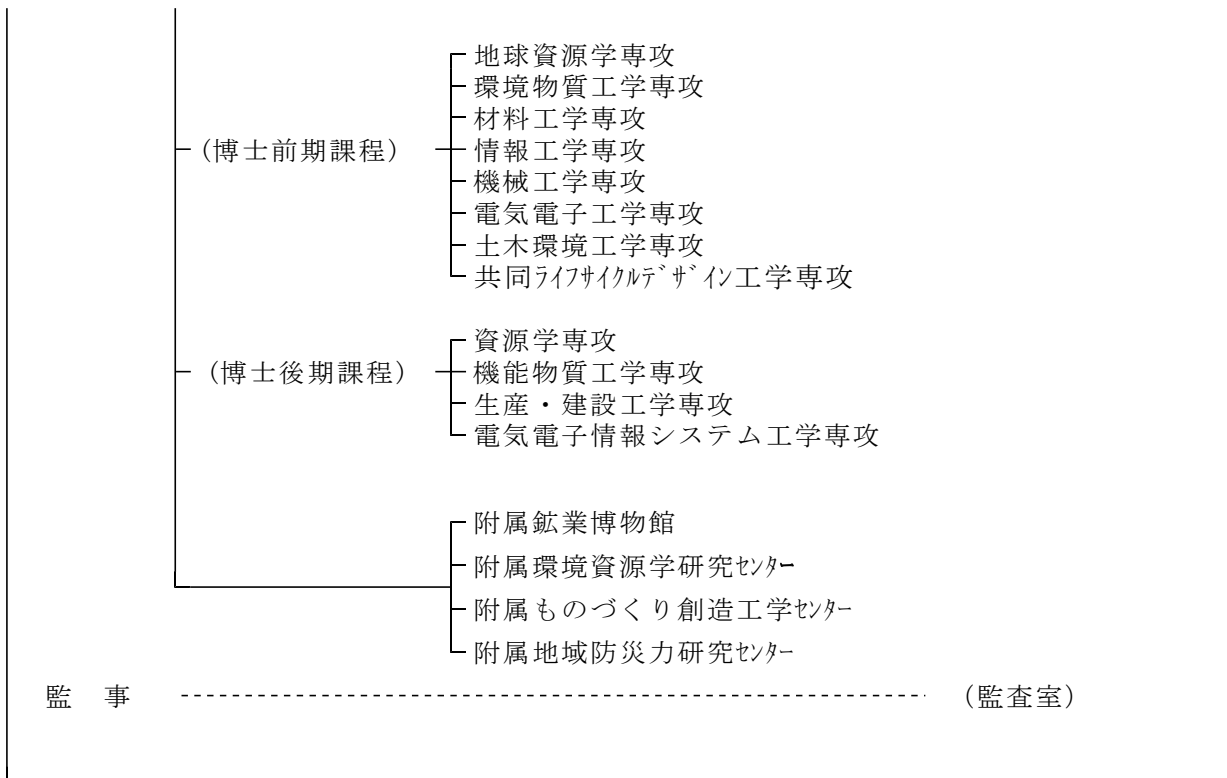 地球資源学専攻
環境物質工学専攻
材料工学専攻
(博士前期課程) 情報工学専攻
機械工学専攻
電気電子工学専攻
土木環境工学専攻
共同ﾗｲﾌｻｲｸﾙﾃﾞｻﾞｲﾝ工学専攻
資源学専攻
(博士後期課程) 機能物質工学専攻
生産・建設工学専攻
電気電子情報システム工学専攻
附属鉱業博物館
附属環境資源学研究ｾﾝﾀｰ
附属ものづくり創造工学ｾﾝﾀｰ
附属地域防災力研究ｾﾝﾀｰ
監 事 (監査室)